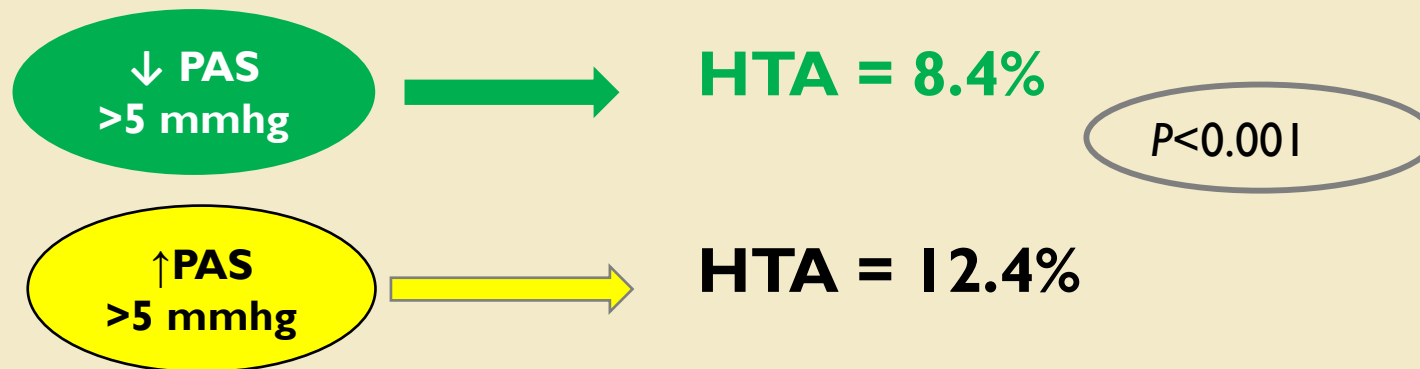 ↓ PAS
>5 mmhg
HTA = 8.4%
P<0.001
↑PAS
>5 mmhg
HTA = 12.4%